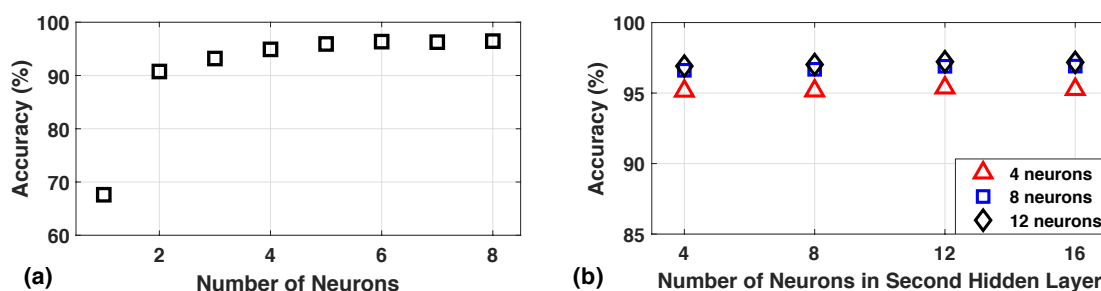 100
90
80
70
60
Accuracy (%)
2
4
6
8
Number of Neurons
(a)
100
95
90
85
Accuracy (%)
4
8
12
16
Number of Neurons in Second Hidden Layer
(b)
4 neurons
8 neurons
12 neurons